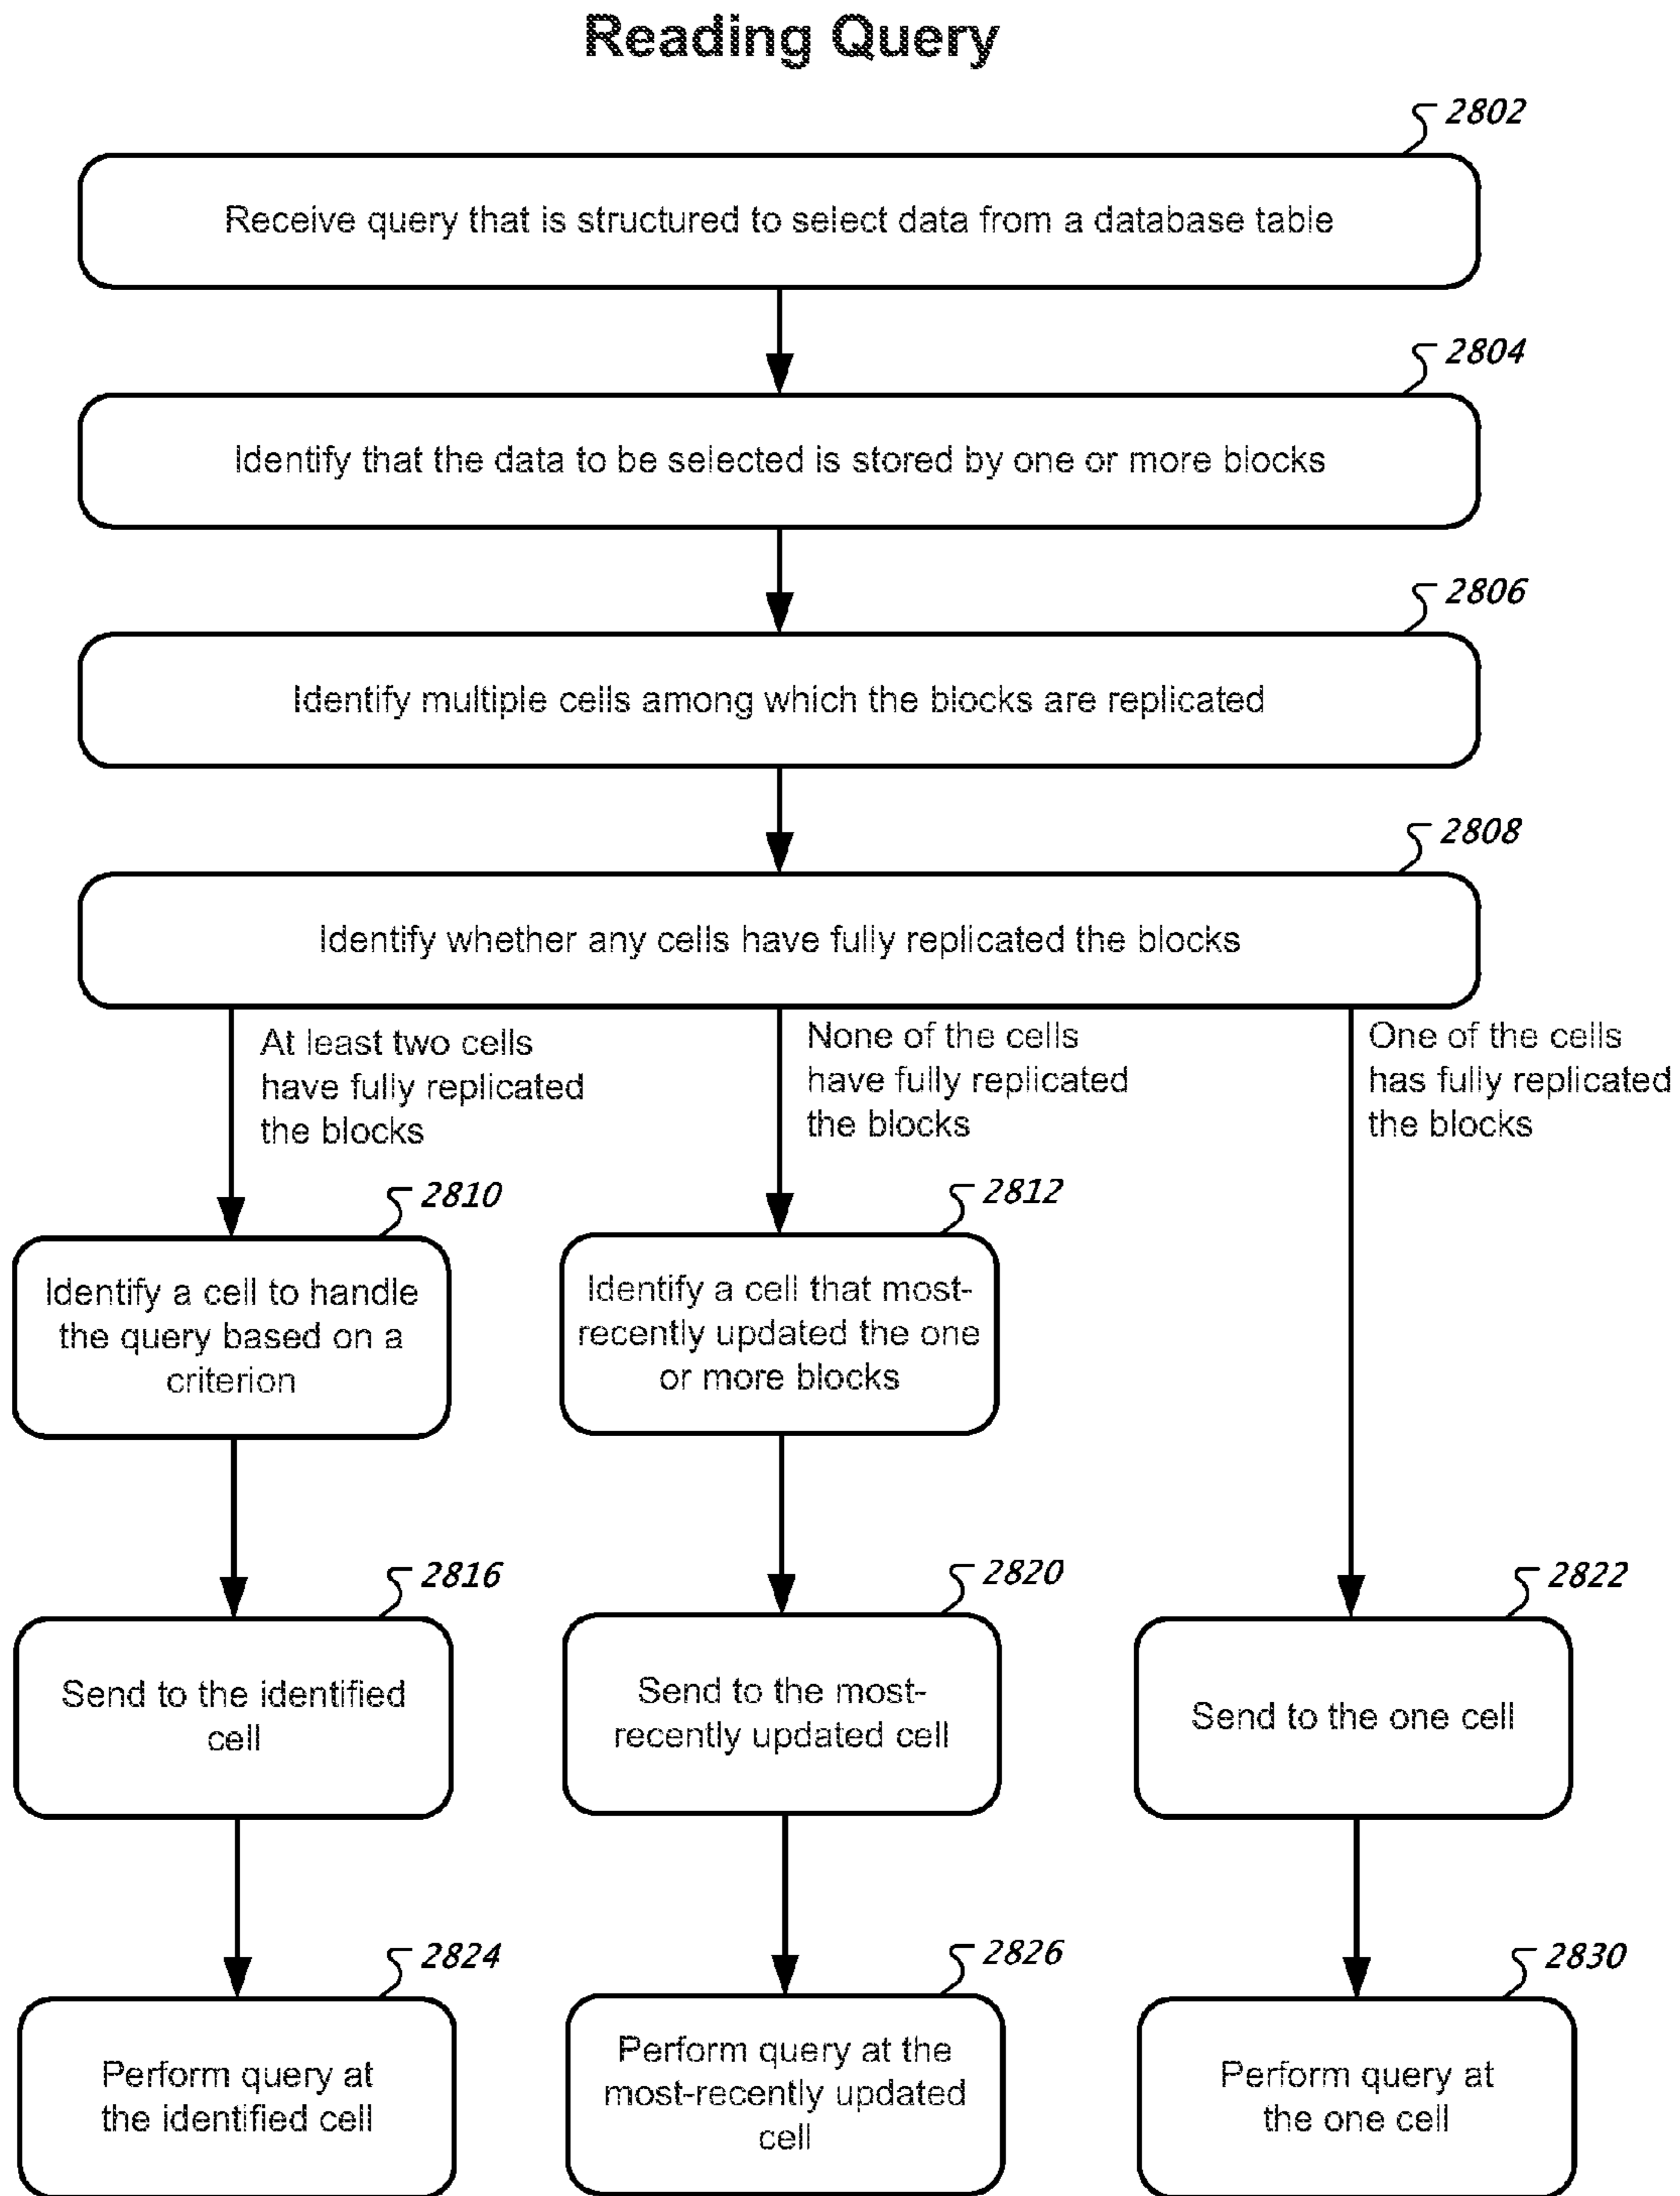 Reading Query
2802
Receive query that is structured to select data from a database table
2804
Identify that the data to be selected is stored by one or more blocks
2806
Identify multiple cells among which the blocks are replicated
2808
Identify whether any cells have fully replicated the blocks
At least two cells
have fully replicated
the blocks
None of the cells
have fully replicated
the blocks
One of the cells
has fully replicated
the blocks
2810
Identify a cell to handle
the query based on a
criterion
2812
Identify a cell that most-
recently updated the one
or more blocks
2816
Send to the identified
cell
2820
Send to the most-
recently updated cell
2822
Send to the one cell
2824
Perform query at
the identified cell
2826
Perform query at the
most-recently updated
cell
2830
Perform query at
the one cell